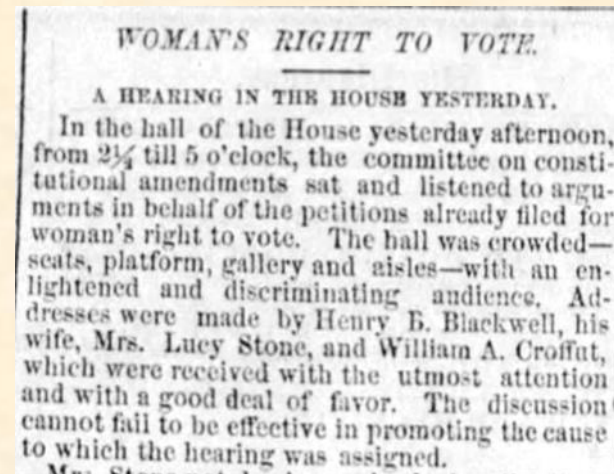 WOMAN'S RIGHT TO VOTE.
A HEARING IN THE HOUSE YESTERDAY.
In the hall of the House yesterday afternoon,
from 2¼ till 5 o'clock, the committee on consti-
tutional amendments sat and listened to argu-
ments in behalf of the petitions already filed for
woman's right to vote. The hall was crowded—
seats, platform, gallery and aisles—with an en-
lightened and discriminating audience. Ad-
dresses were made by Henry B. Blackwell, his
wife, Mrs. Lucy Stone, and William A. Croffut,
which were received with the utmost attention
and with a good deal of favor. The discussion
cannot fail to be effective in promoting the cause
to which the hearing was assigned.
Mrs. Stone